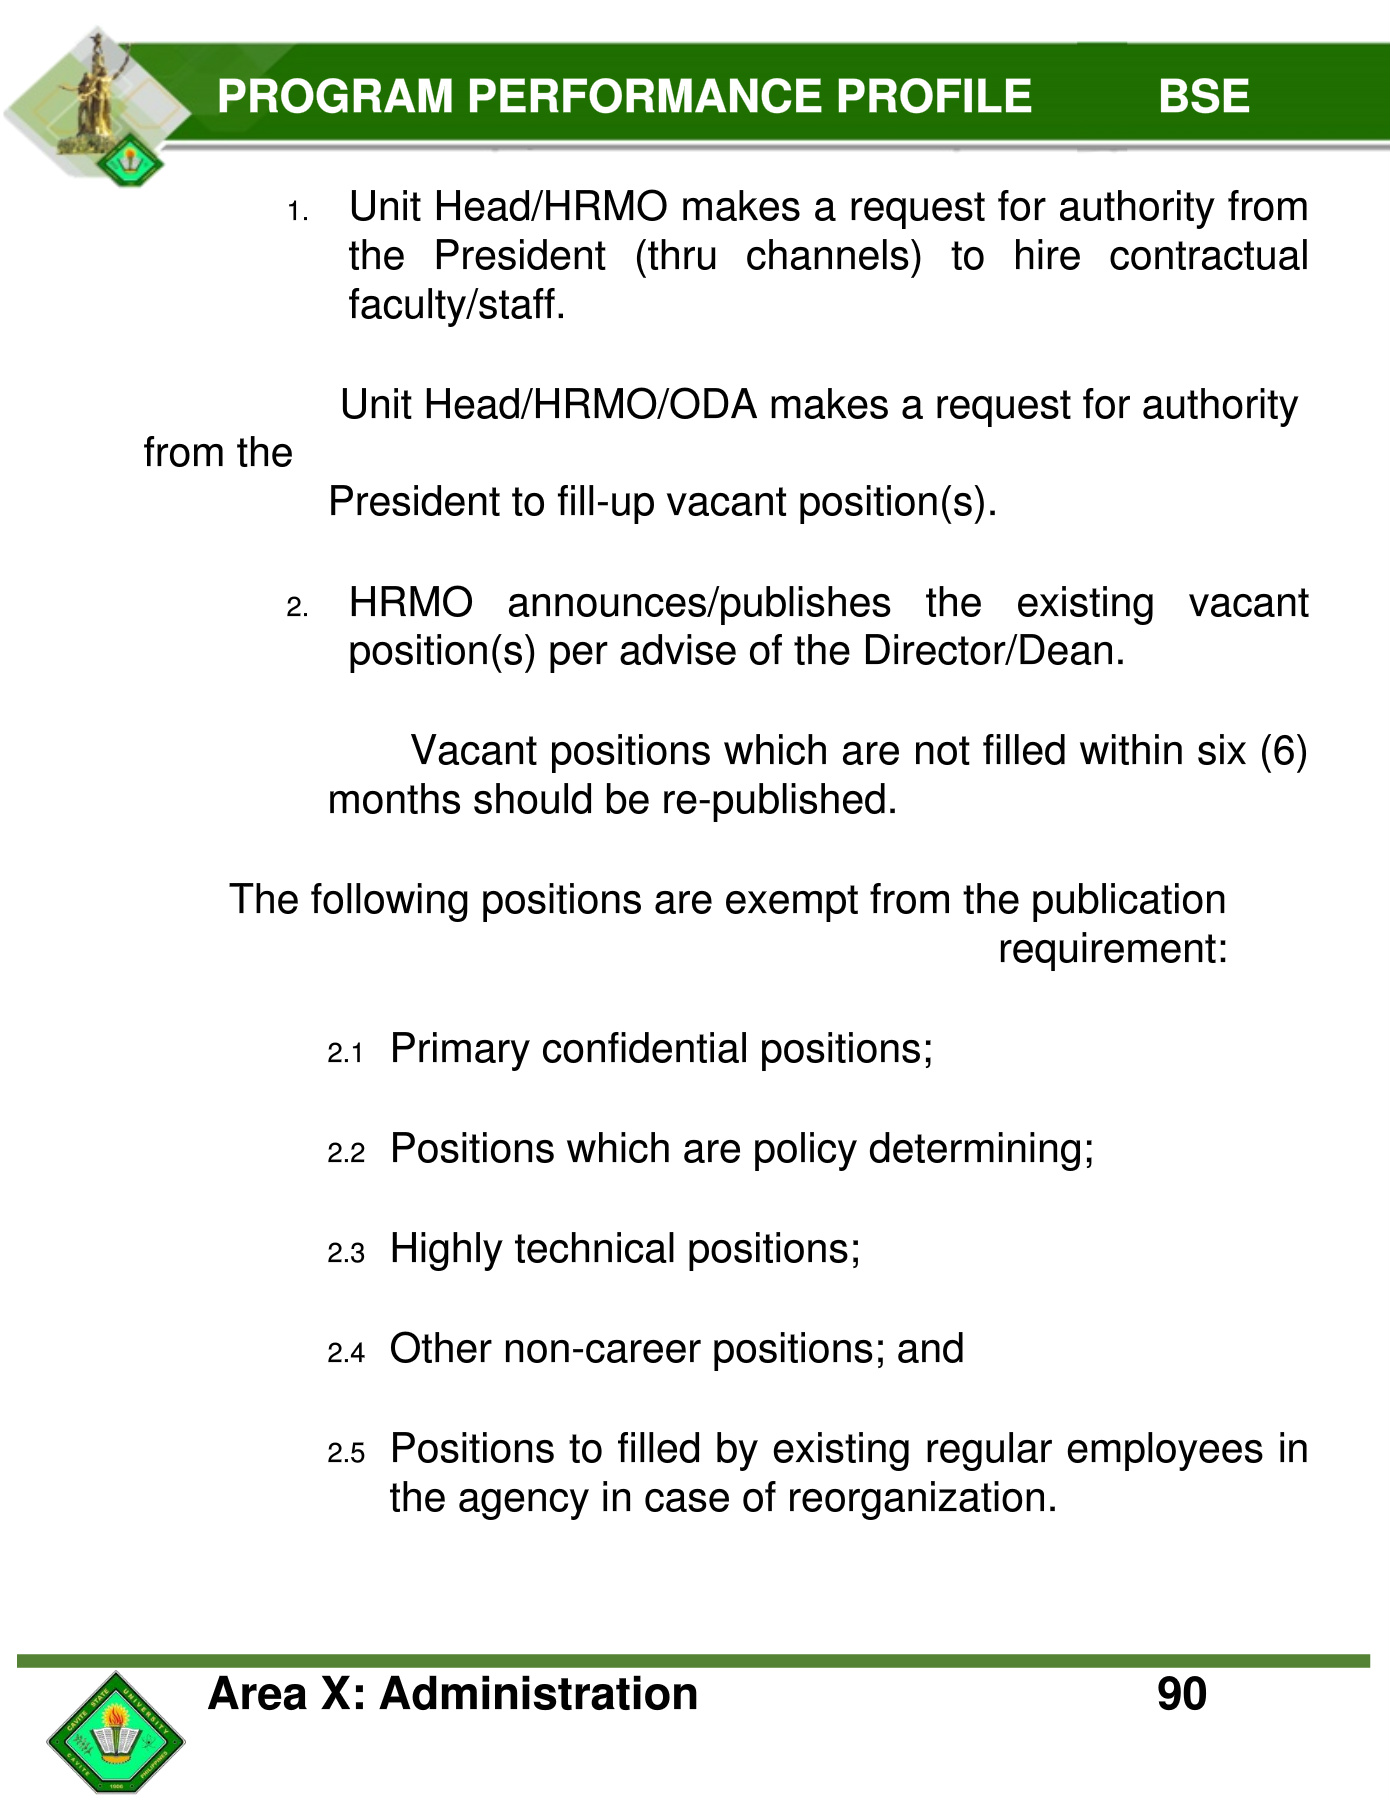 PROGRAM PERFORMANCE PROFILE BSE
1. Unit Head/HRMO makes a request for authority from
the President (thru channels) to hire contractual
faculty/staff.
Unit Head/HRMO/ODA makes a request for authority
from the
President to fill-up vacant position(s).
2. HRMO announces/publishes the existing vacant
position(s) per advise of the Director/Dean.
Vacant positions which are not filled within six (6)
months should be re-published.
The following positions are exempt from the publication
requirement:
2.1 Primary confidential positions;
2.2 Positions which are policy determining;
2.3 Highly technical positions;
2.4 Other non-career positions; and
2.5 Positions to filled by existing regular employees in
the agency in case of reorganization.
Area X: Administration 90
CAVITE STATE UNIVERSITY
CAVITE PHILIPPINES